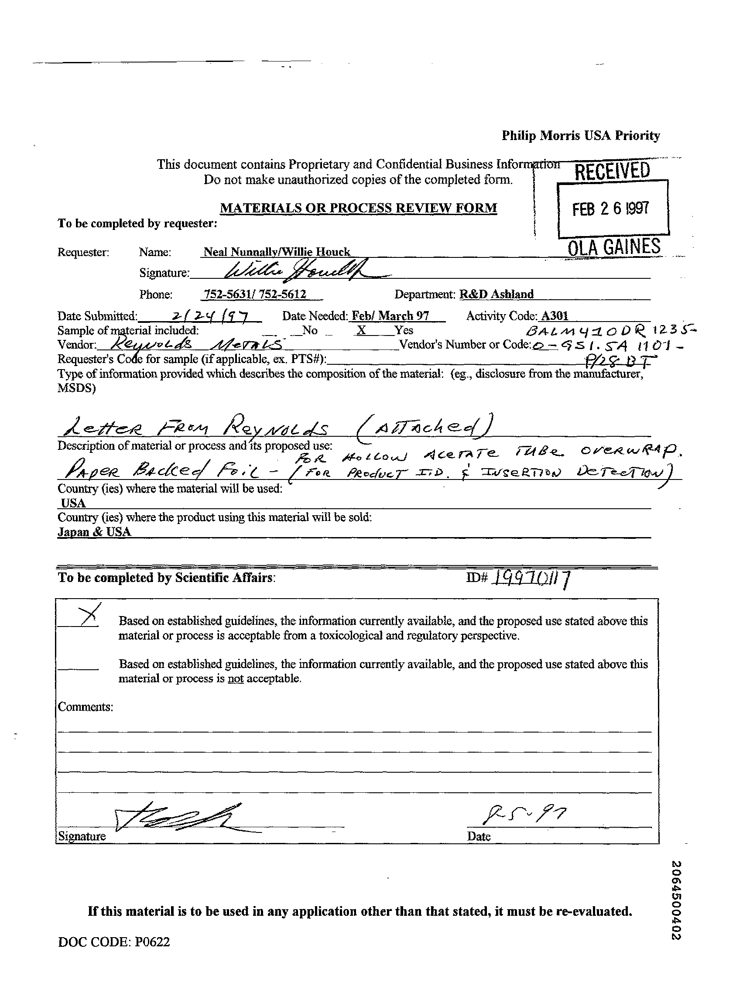 Philip Morris USA Priority
This document contains Proprietary and Confidential Business Information
Do not make unauthorized copies of the completed form.
RECEIVED
FEB 26 1997
OLA GAINES
MATERIALS OR PROCESS REVIEW FORM
To be completed by requester:
Requester: Name: Neal Nunnally/Willie Houck
Signature: Willie Houck
Phone: 752-5631/ 752-5612 Department: R&D Ashland
Date Submitted: 2/24/97 Date Needed: Feb/ March 97 Activity Code: A301
Sample of material included: No X Yes BALMY10DR 1235-
Vendor: Reynolds Metals Vendor's Number or Code: 0-GS1.5A 1101-
Requester's Code for sample (if applicable, ex. PTS#): P/28 BT
Type of information provided which describes the composition of the material: (eg., disclosure from the manufacturer,
MSDS)
Letter From Reynolds (Attached)
Description of material or process and its proposed use: FOR Hollow Acetate Tube Overwrap.
Paper Backed Foil - (For Product I.D. & Insertion Detection)
Country (ies) where the material will be used:
USA
Country (ies) where the product using this material will be sold:
Japan & USA
To be completed by Scientific Affairs: ID# 19970117
X Based on established guidelines, the information currently available, and the proposed use stated above this
material or process is acceptable from a toxicological and regulatory perspective.
Based on established guidelines, the information currently available, and the proposed use stated above this
material or process is not acceptable.
Comments:
Signature Date
2064500402
If this material is to be used in any application other than that stated, it must be re-evaluated.
DOC CODE: P0622